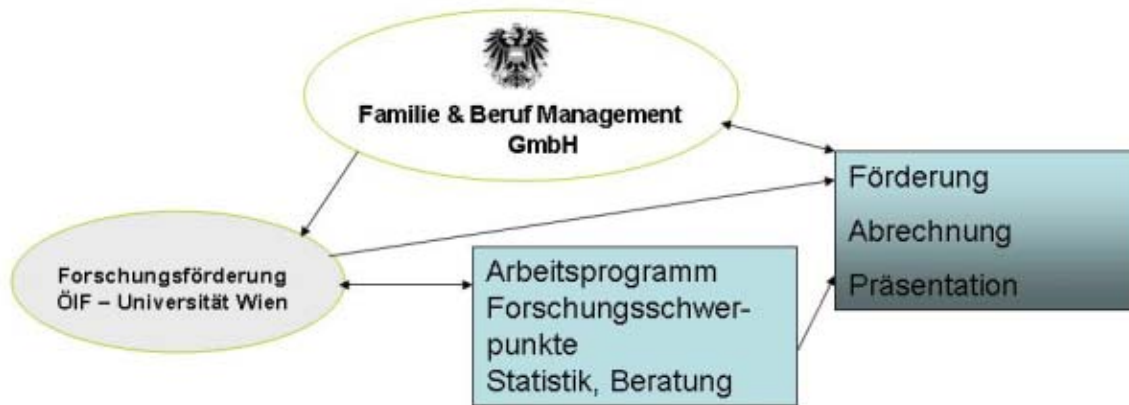 Familie & Beruf Management
GmbH
Förderung
Abrechnung
Präsentation
Forschungsförderung
ÖIF – Universität Wien
Arbeitsprogramm
Forschungsschwer-
punkte
Statistik, Beratung